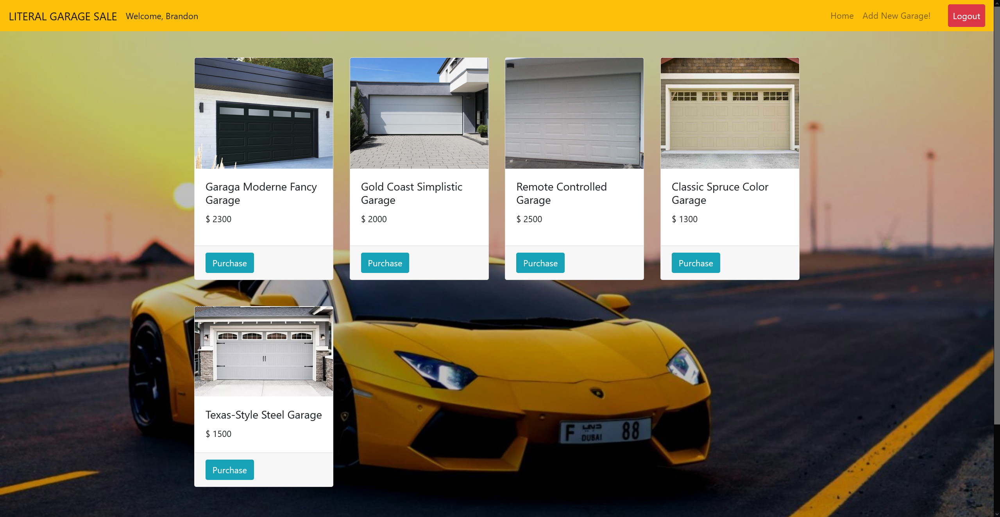 LITERAL GARAGE SALE Welcome, Brandon Home Add New Garage! Logout
Garaga Moderne Fancy
Garage
$ 2300
Purchase
Gold Coast Simplistic
Garage
$ 2000
Purchase
Remote Controlled
Garage
$ 2500
Purchase
Classic Spruce Color
Garage
$ 1300
Purchase
Texas-Style Steel Garage
$ 1500
Purchase
F دبي 88
DUBAI